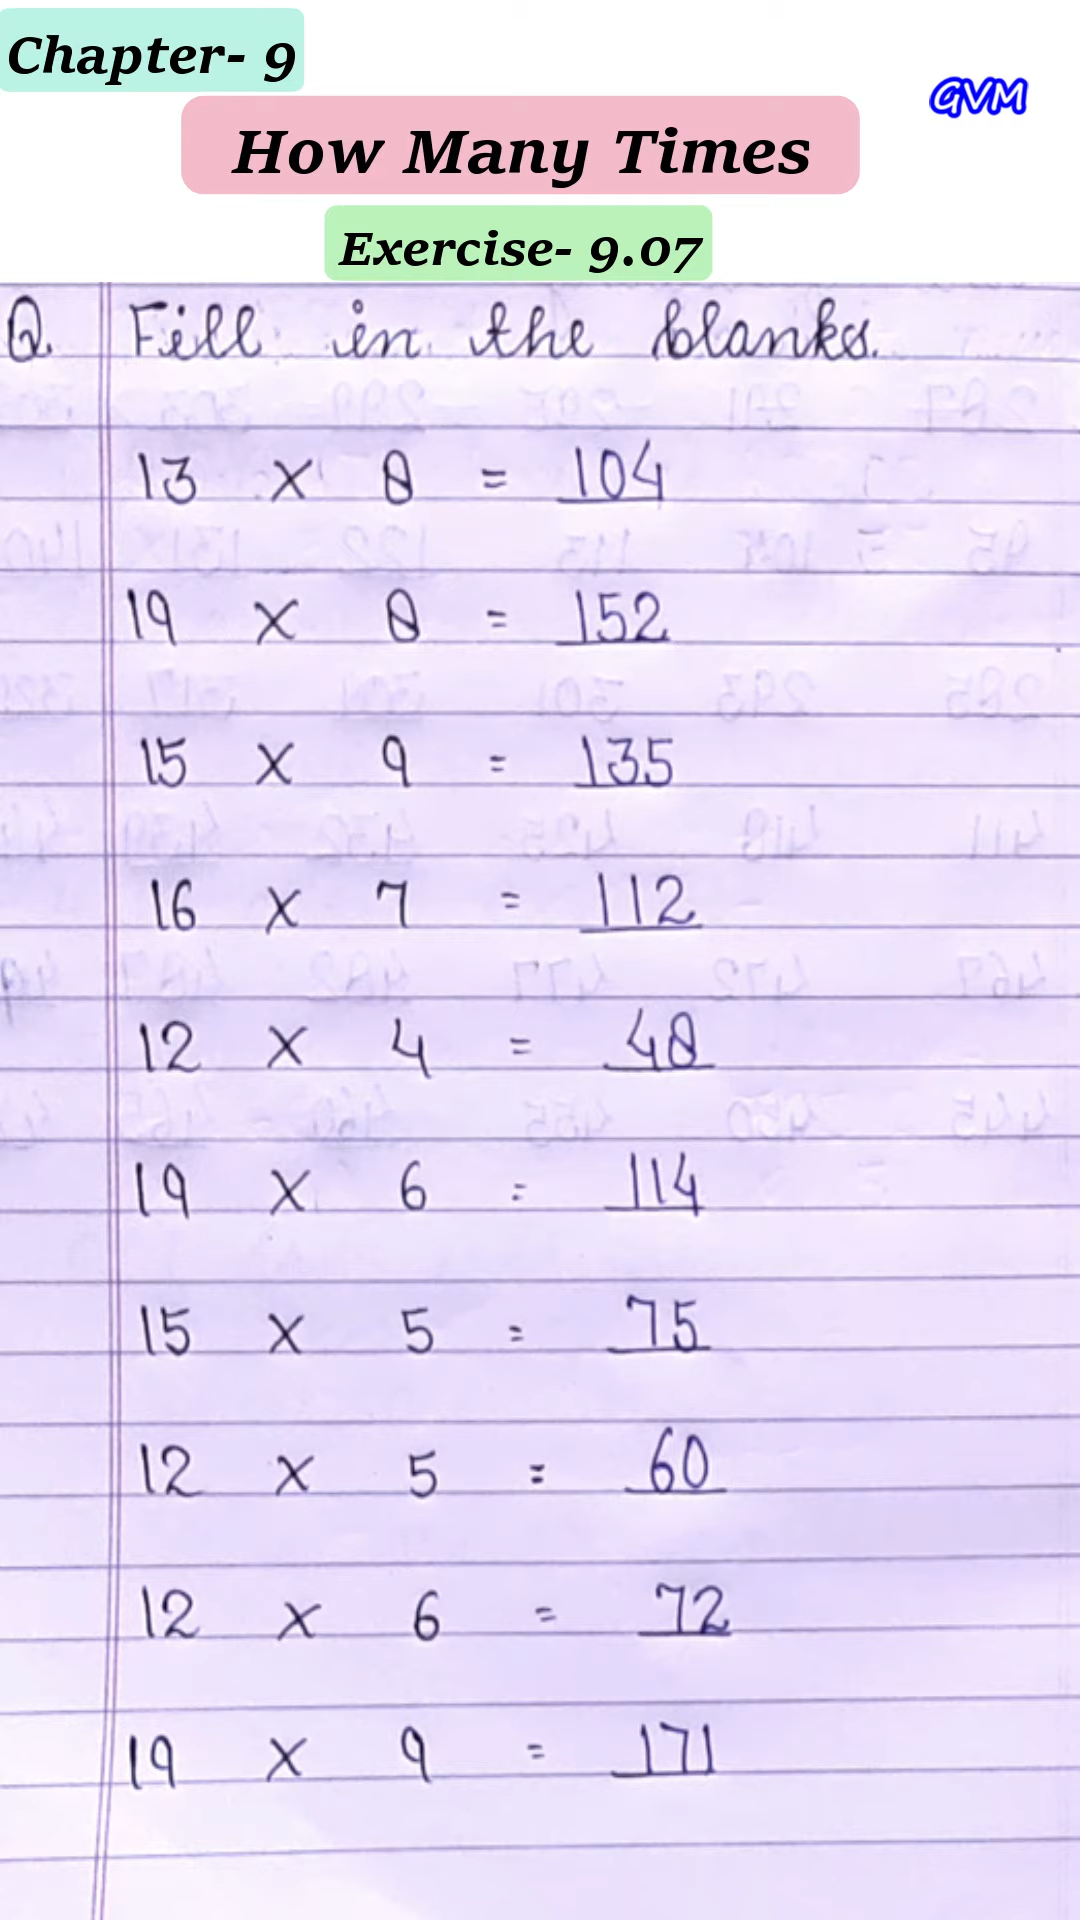 Chapter- 9
GVM
How Many Times
Exercise- 9.07
Q. Fill in the blanks.
13 × 8 = 104
19 × 8 = 152
15 × 9 = 135
16 × 7 = 112
12 × 4 = 48
19 × 6 = 114
15 × 5 = 75
12 × 5 = 60
12 × 6 = 72
19 × 9 = 171